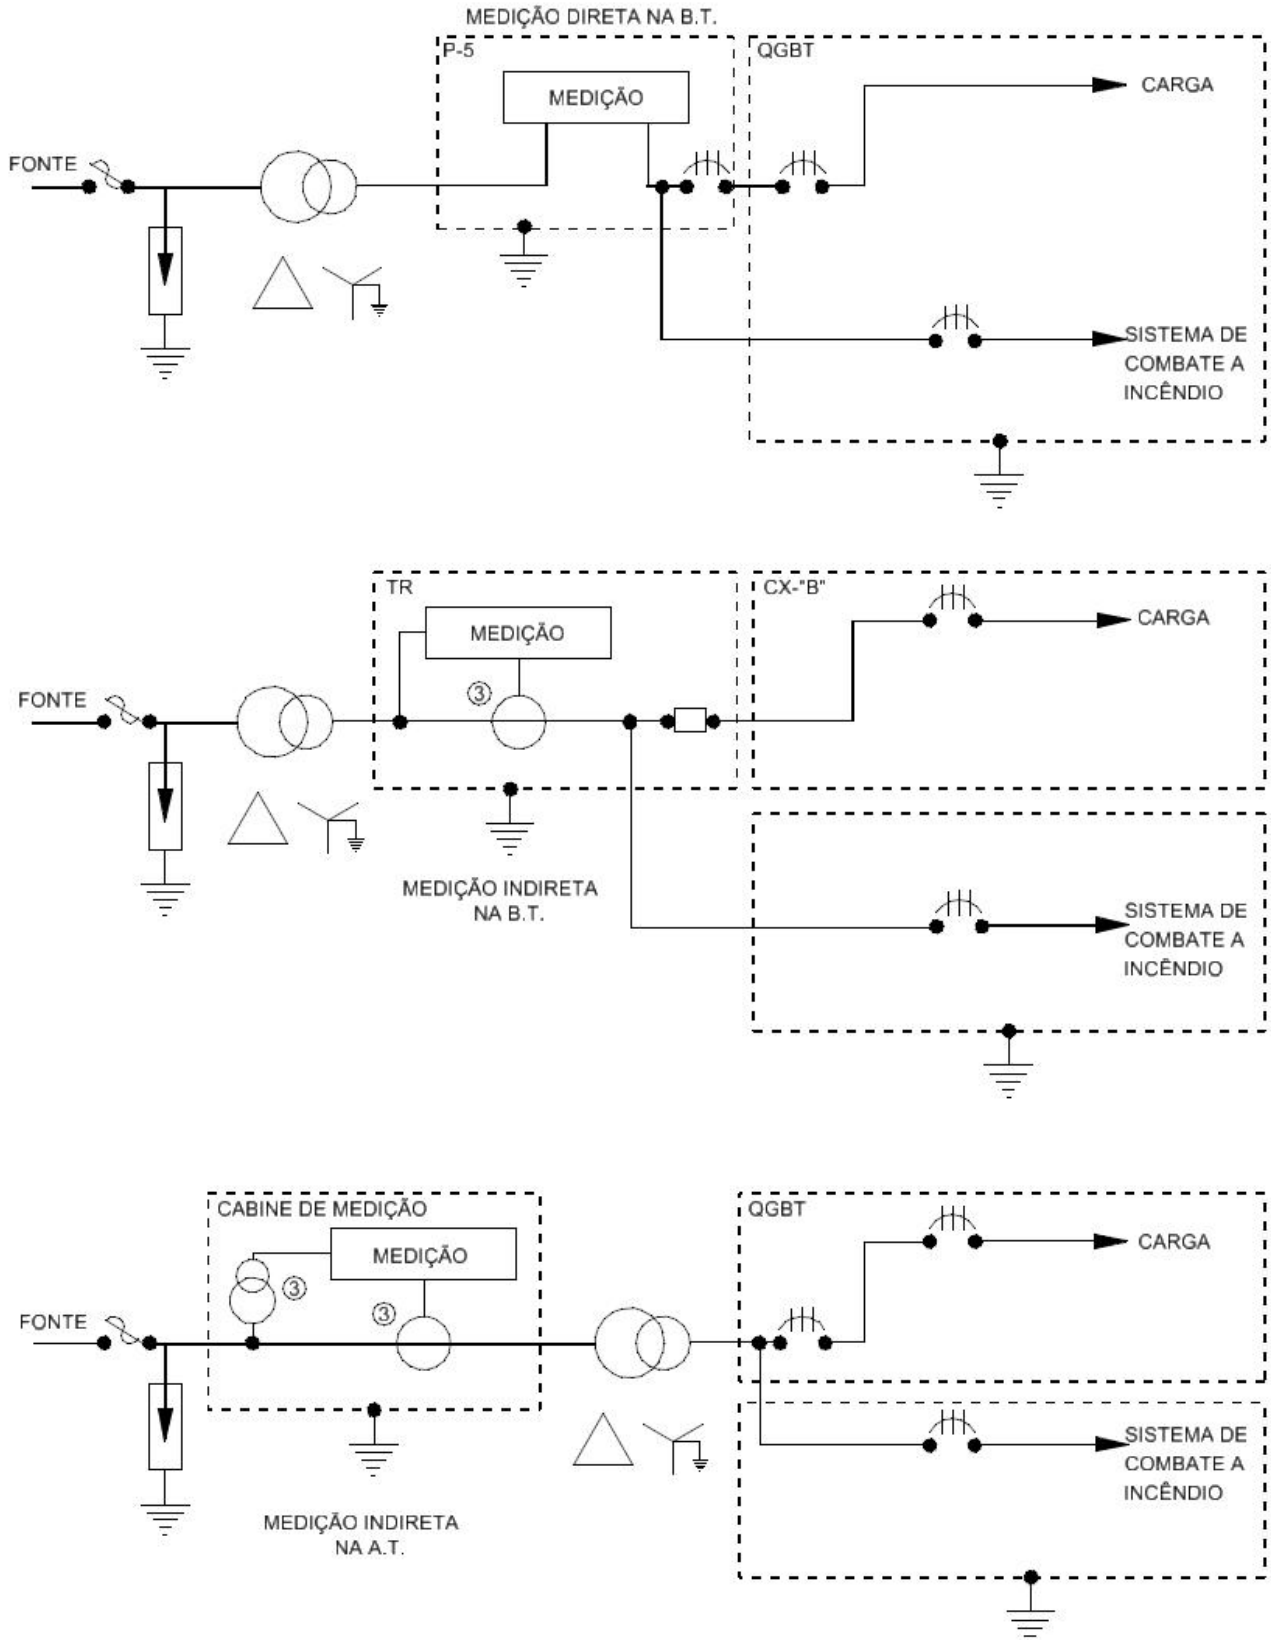 MEDIÇÃO DIRETA NA B.T.
P-5
QGBT
MEDIÇÃO
CARGA
FONTE
SISTEMA DE
COMBATE A
INCÊNDIO
TR
CX-"B"
MEDIÇÃO
CARGA
3
FONTE
MEDIÇÃO INDIRETA
NA B.T.
SISTEMA DE
COMBATE A
INCÊNDIO
CABINE DE MEDIÇÃO
QGBT
MEDIÇÃO
CARGA
3
3
FONTE
SISTEMA DE
COMBATE A
INCÊNDIO
MEDIÇÃO INDIRETA
NA A.T.